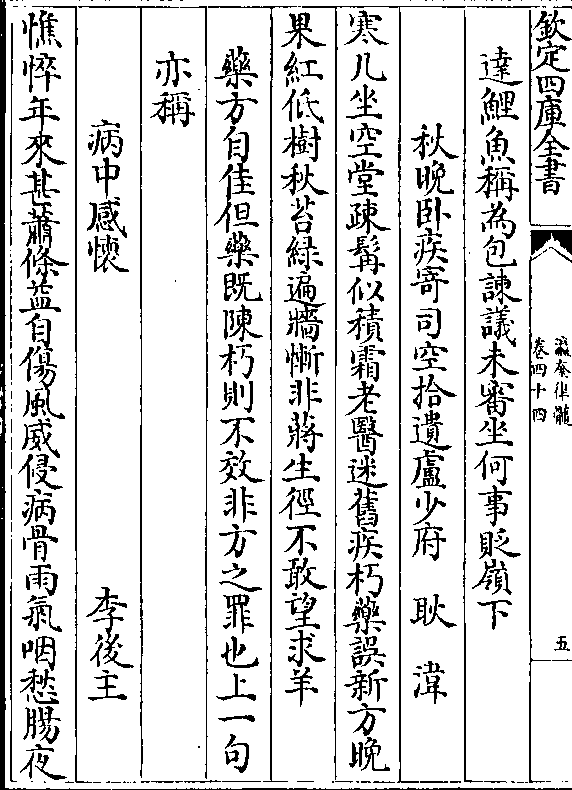 欽定四庫全書
瀛奎律髓
卷四十四
五
達鯉魚稱為包諫議未審坐何事貶嶺下
秋晚卧疾寄司空拾遺盧少府 耿湋
寒几坐空堂疎髯似積霜老醫迷舊疾朽藥誤新方晚
果紅低樹秋苔緑遍牆慚非蔣生徑不敢望求羊
藥方自佳但藥既陳朽則不效非方之罪也上一句
亦稱
病中感懷 李後主
憔悴年來甚蕭條益自傷風威侵病骨雨氣咽愁腸夜